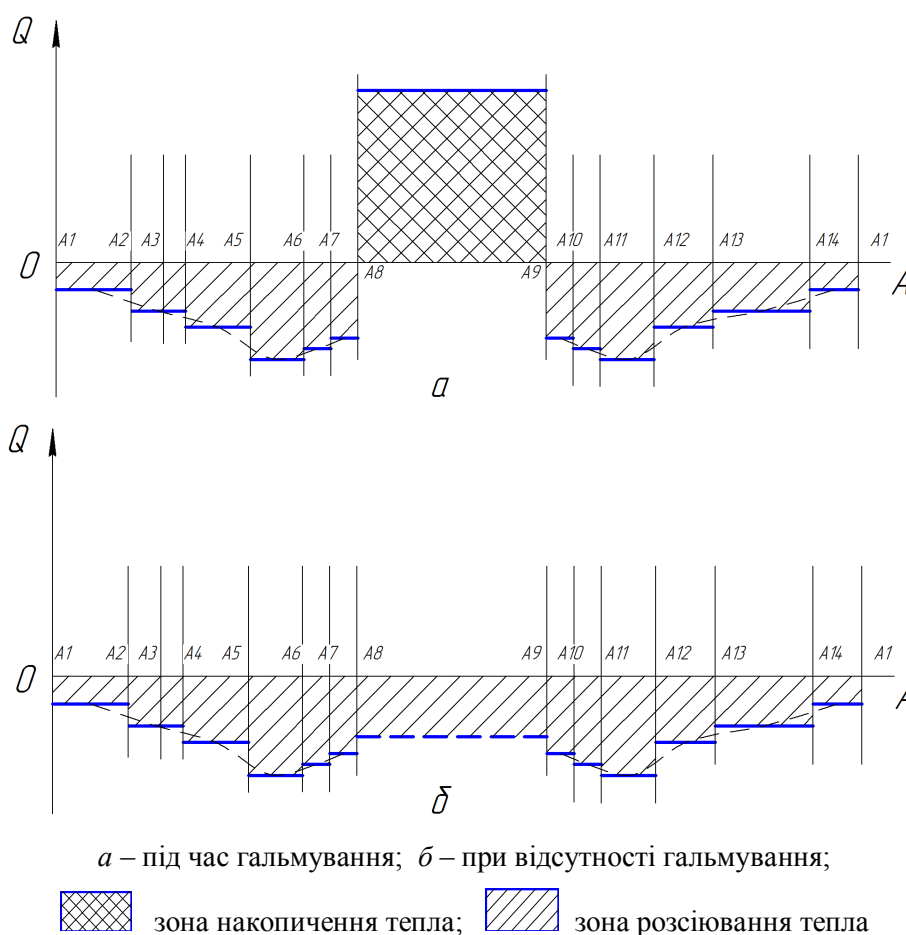 Q
A1 A2 A3 A4 A5 A6 A7 A10 A11 A12 A13 A14 A1
O A8 A9 A
а
Q
A1 A2 A3 A4 A5 A6 A7 A8 A9 A10 A11 A12 A13 A14 A1
O A
б
а – під час гальмування; б – при відсутності гальмування;
зона накопичення тепла; зона розсіювання тепла